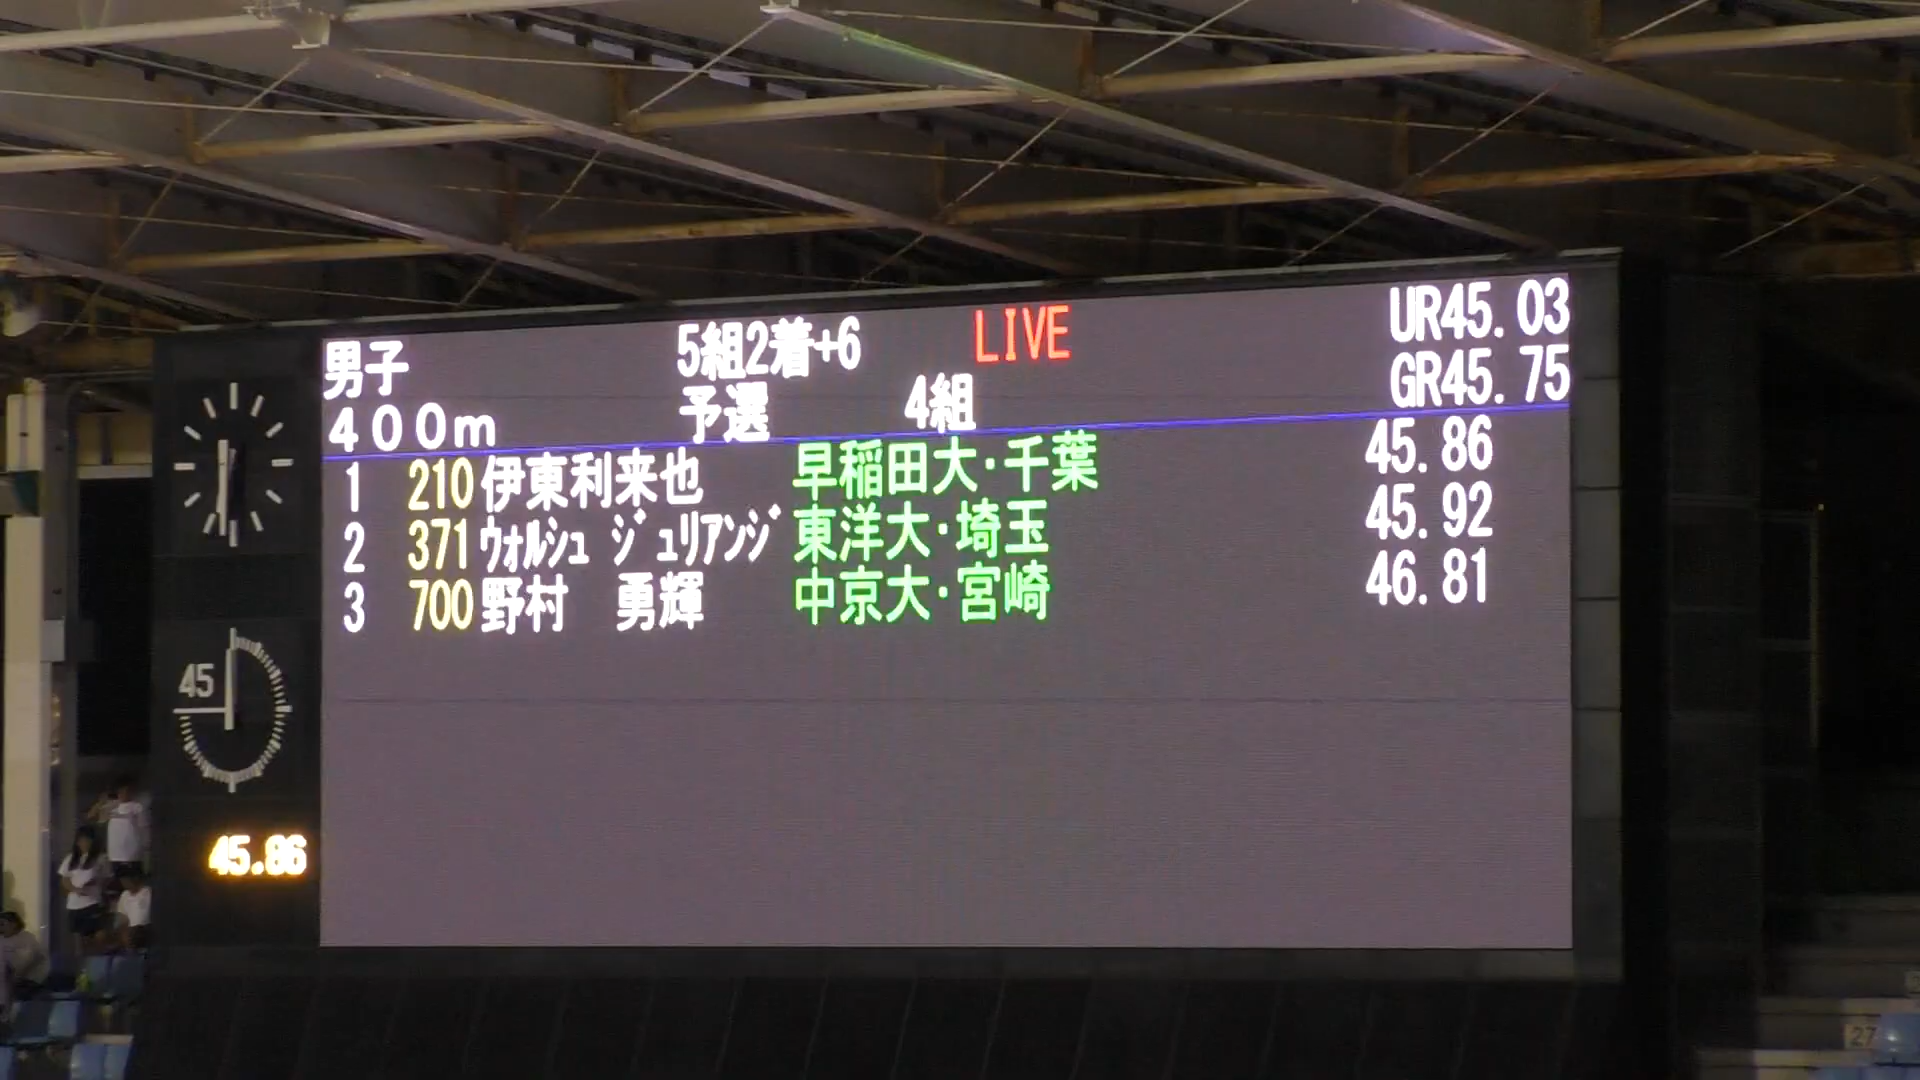 男子 5組2着+6 LIVE UR45.03
400m 予選 4組 GR45.75
1 210 伊東利来也 早稲田大・千葉 45.86
2 371 ｳｫﾙｼｭ ｼﾞｭﾘｱﾝｼﾞ 東洋大・埼玉 45.92
3 700 野村 勇輝 中京大・宮崎 46.81
45
45.86
27